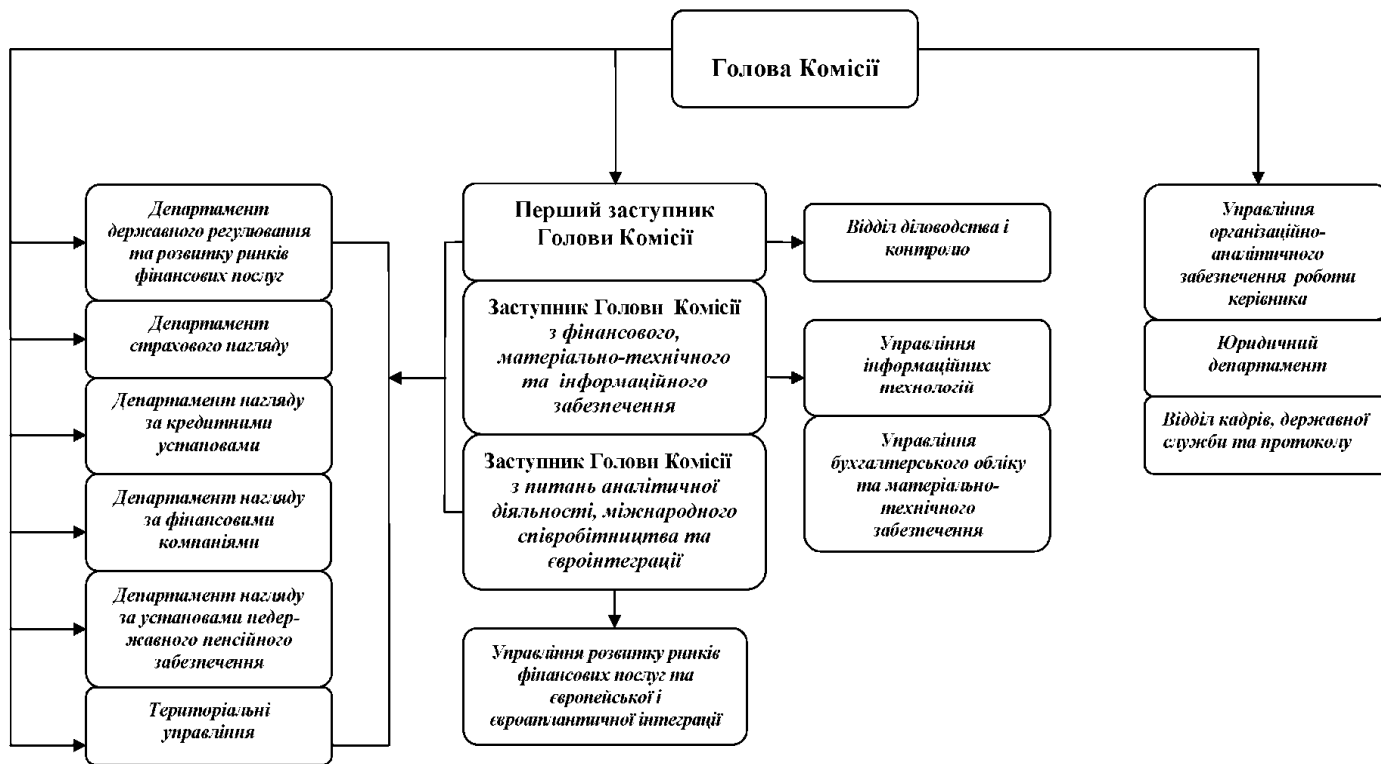 Голова Комісії
Департамент
державного регулювання
та розвитку ринків
фінансових послуг
Департамент
страхового нагляду
Департамент нагляду
за кредитними
установами
Департамент нагляду
за фінансовими
компаніями
Департамент нагляду
за установами недер-
жавного пенсійного
забезпечення
Територіальні
управління
Перший заступник
Голови Комісії
Заступник Голови Комісії
з фінансового,
матеріально-технічного
та інформаційного
забезпечення
Заступник Голови Комісії
з питань аналітичної
діяльності, міжнародного
співробітництва та
євроінтеграції
Управління розвитку ринків
фінансових послуг та
європейської і
євроатлантичної інтеграції
Відділ діловодства і
контролю
Управління
інформаційних
технологій
Управління
бухгалтерського обліку
та матеріально-
технічного
забезпечення
Управління
організаційно-
аналітичного
забезпечення роботи
керівника
Юридичний
департамент
Відділ кадрів, державної
служби та протоколу